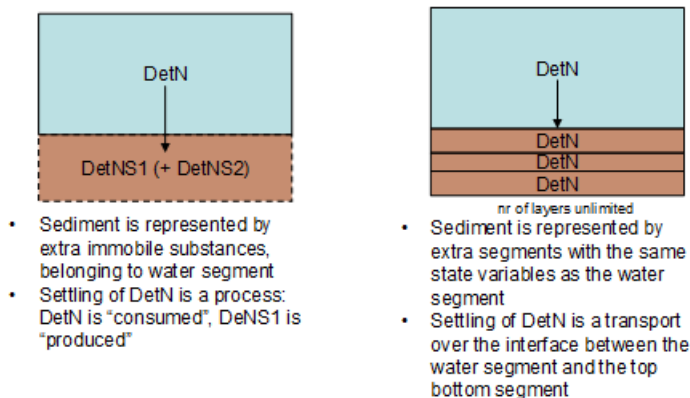 DetN
DetNS1 (+ DetNS2)
• Sediment is represented by
extra immobile substances,
belonging to water segment
• Settling of DetN is a process:
DetN is “consumed”, DeNS1 is
“produced”
DetN
DetN
DetN
DetN
nr of layers unlimited
• Sediment is represented by
extra segments with the same
state variables as the water
segment
• Settling of DetN is a transport
over the interface between the
water segment and the top
bottom segment